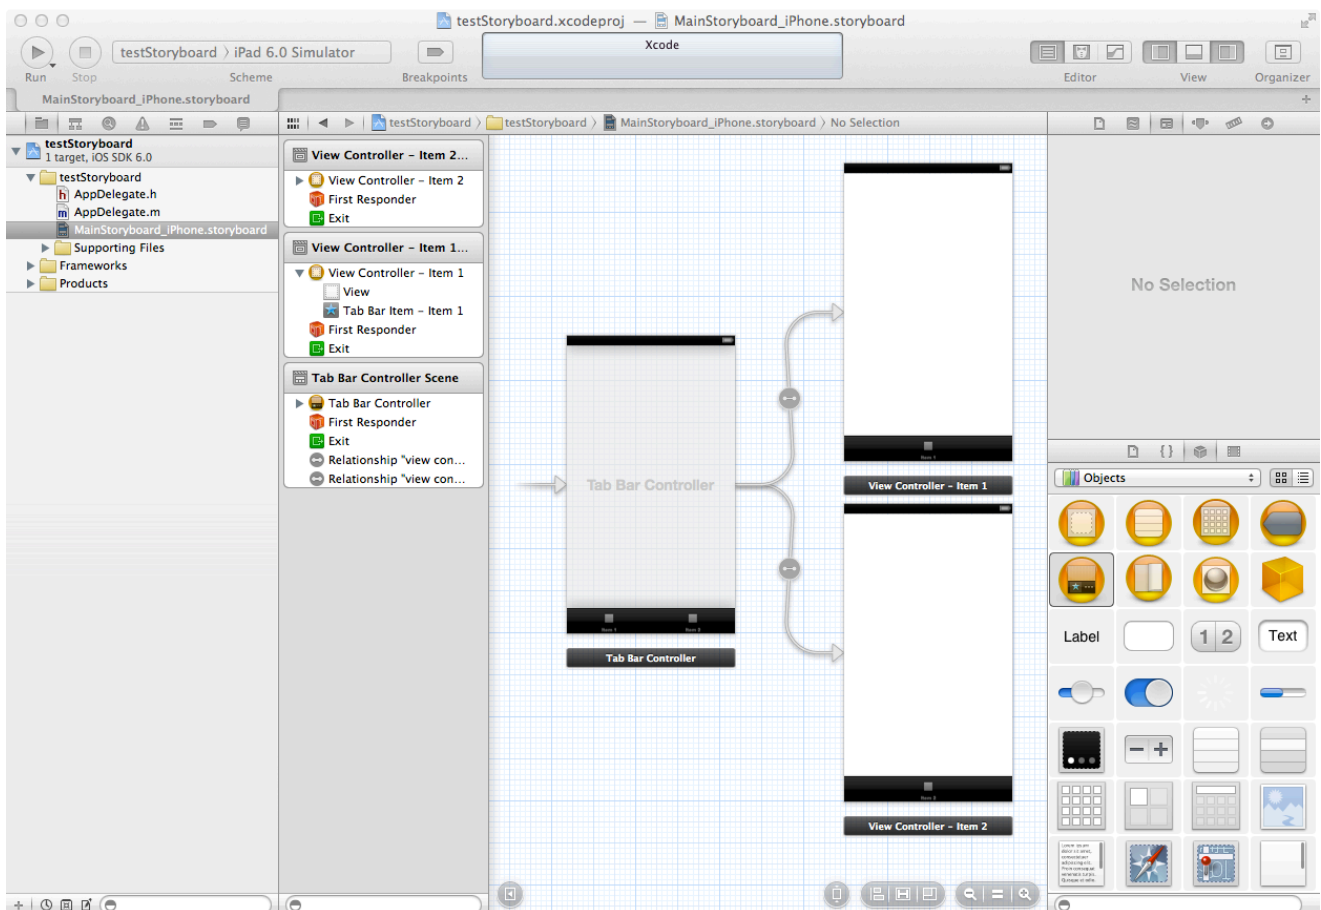 testStoryboard.xcodeproj — MainStoryboard_iPhone.storyboard
testStoryboard 〉 iPad 6.0 Simulator
Xcode
Run Stop Scheme Breakpoints Editor View Organizer
MainStoryboard_iPhone.storyboard
testStoryboard 〉 testStoryboard 〉 MainStoryboard_iPhone.storyboard 〉 No Selection
testStoryboard
1 target, iOS SDK 6.0
testStoryboard
h AppDelegate.h
m AppDelegate.m
MainStoryboard_iPhone.storyboard
Supporting Files
Frameworks
Products
View Controller – Item 2...
View Controller – Item 2
First Responder
Exit
View Controller – Item 1...
View Controller – Item 1
View
Tab Bar Item – Item 1
First Responder
Exit
Tab Bar Controller Scene
Tab Bar Controller
First Responder
Exit
Relationship "view con...
Relationship "view con...
Tab Bar Controller
Item 1
Tab Bar Controller
Item 1
View Controller – Item 1
View Controller – Item 2
No Selection
{ }
Objects
Label
1 2
Text